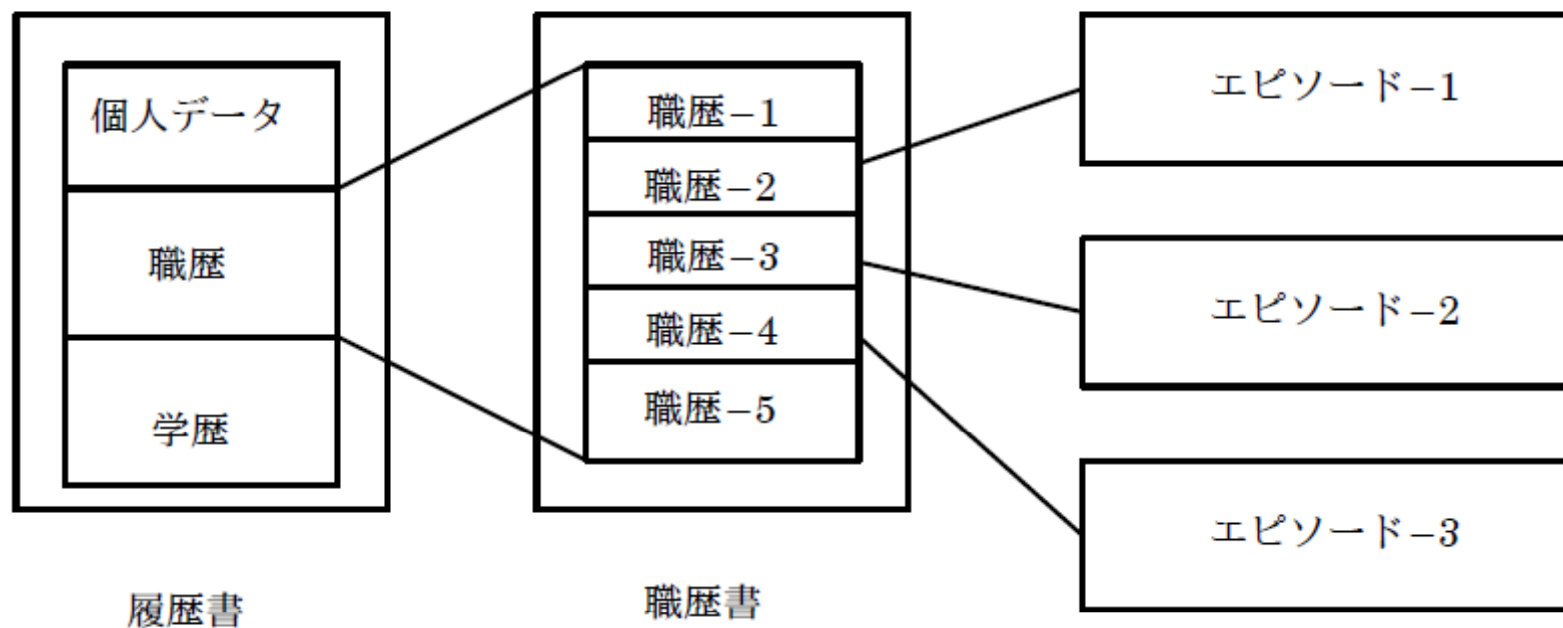 個人データ
職歴
学歴
履歴書
職歴–1
職歴–2
職歴–3
職歴–4
職歴–5
職歴書
エピソード–1
エピソード–2
エピソード–3